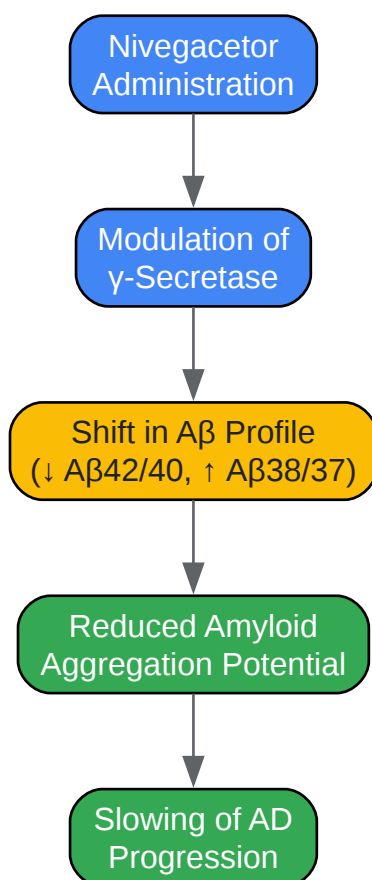 Nivegacetor
Administration
Modulation of
γ-Secretase
Shift in Aβ Profile
(↓ Aβ42/40, ↑ Aβ38/37)
Reduced Amyloid
Aggregation Potential
Slowing of AD
Progression